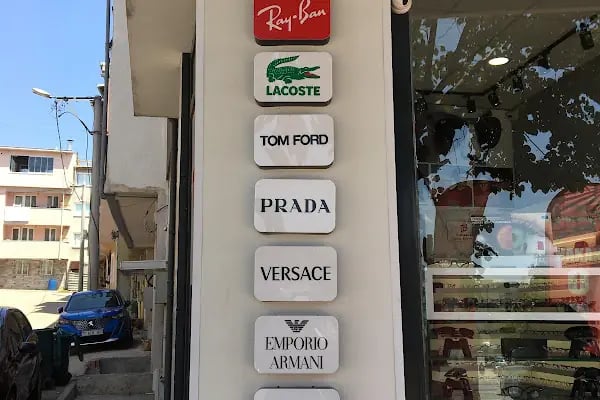 Ray-Ban
LACOSTE
TOM FORD
PRADA
VERSACE
EMPORIO
ARMANI